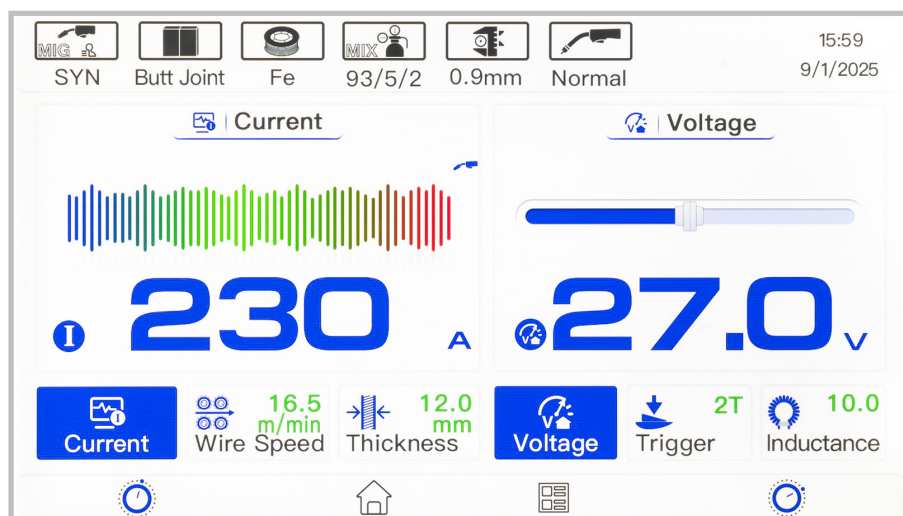 MIG
MIX
SYN
Butt Joint
Fe
93/5/2
0.9mm
Normal
15:59
9/1/2025
Current
Voltage
I
230
A
V
27.0
V
I
Current
16.5
m/min
Wire Speed
12.0
mm
Thickness
V
Voltage
2T
Trigger
10.0
Inductance